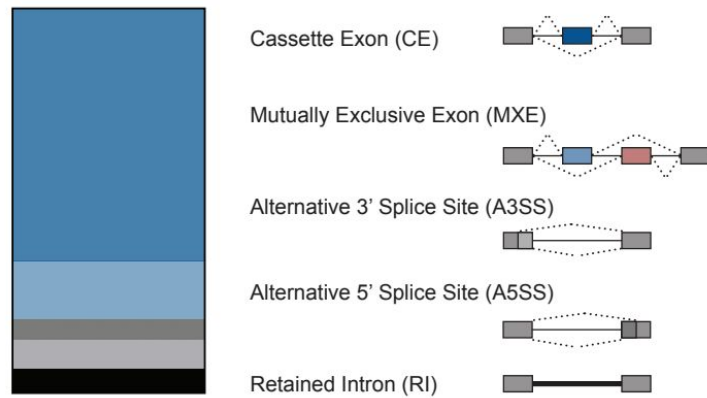 Cassette Exon (CE)
Mutually Exclusive Exon (MXE)
Alternative 3’ Splice Site (A3SS)
Alternative 5’ Splice Site (A5SS)
Retained Intron (RI)